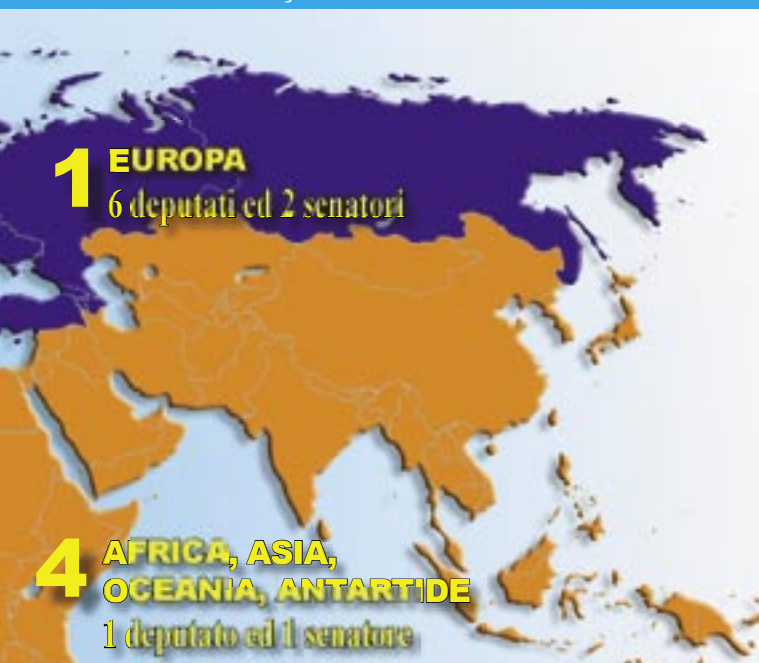 1 EUROPA
6 deputati ed 2 senatori
4 AFRICA, ASIA,
OCEANIA, ANTARTIDE
1 deputato ed 1 senatore